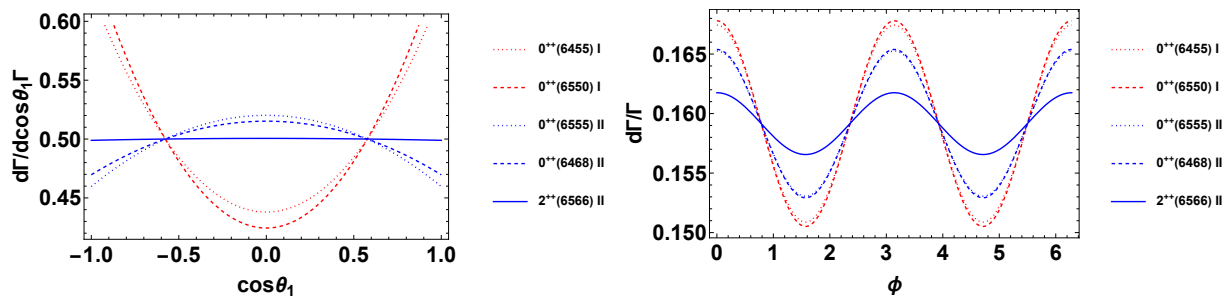 dΓ/dcosθ₁Γ
0.60
0.55
0.50
0.45
−1.0 −0.5 0.0 0.5 1.0
cosθ₁
0⁺⁺(6455) I
0⁺⁺(6550) I
0⁺⁺(6555) II
0⁺⁺(6468) II
2⁺⁺(6566) II
dΓ/Γ
0.165
0.160
0.155
0.150
0 1 2 3 4 5 6
ϕ
0⁺⁺(6455) I
0⁺⁺(6550) I
0⁺⁺(6555) II
0⁺⁺(6468) II
2⁺⁺(6566) II